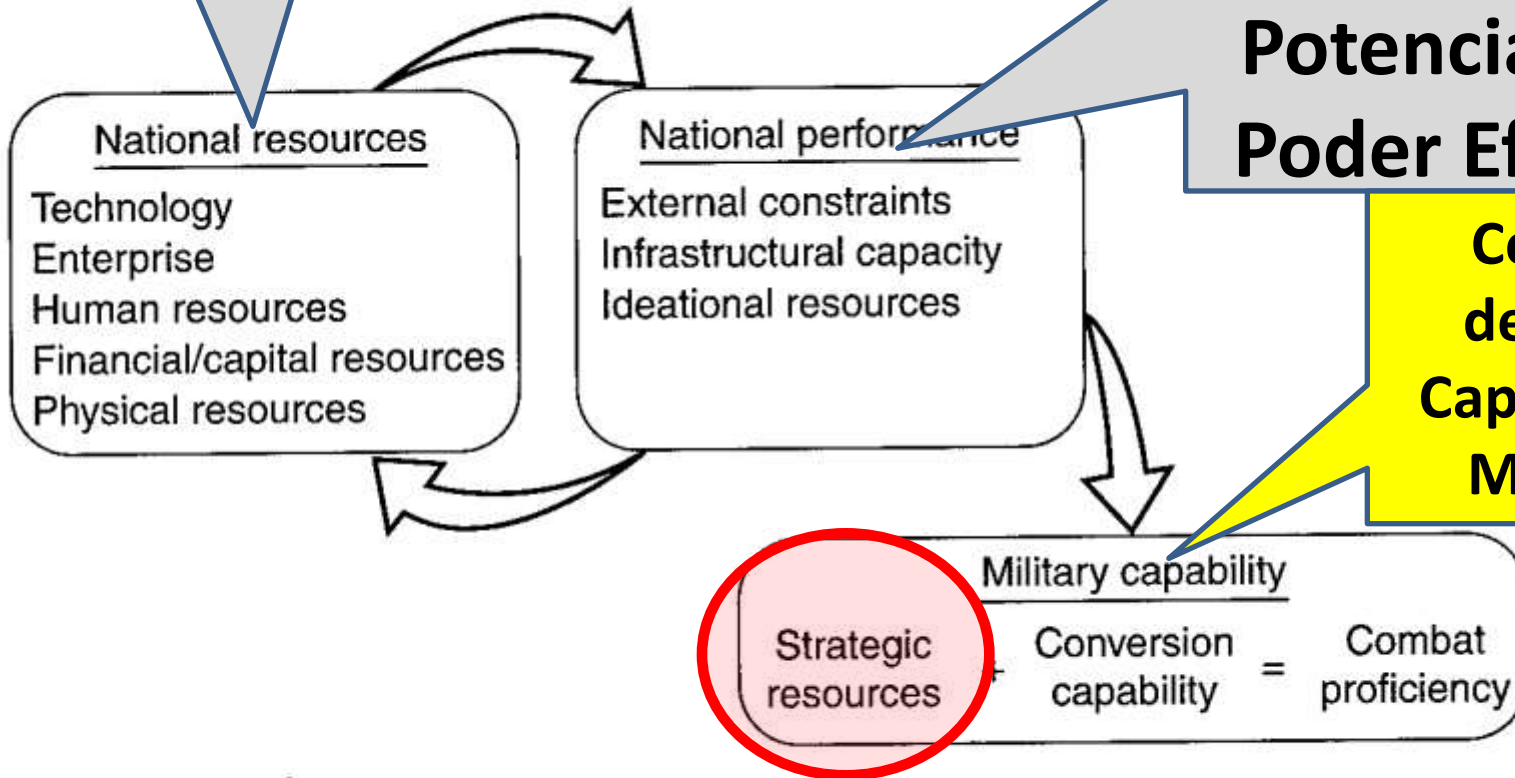 National resources
Technology
Enterprise
Human resources
Financial/capital resources
Physical resources
National performance
External constraints
Infrastructural capacity
Ideational resources
Potencia
Poder Ef
de
Cap
M
Military capability
Strategic
resources
+
Conversion
capability
=
Combat
proficiency